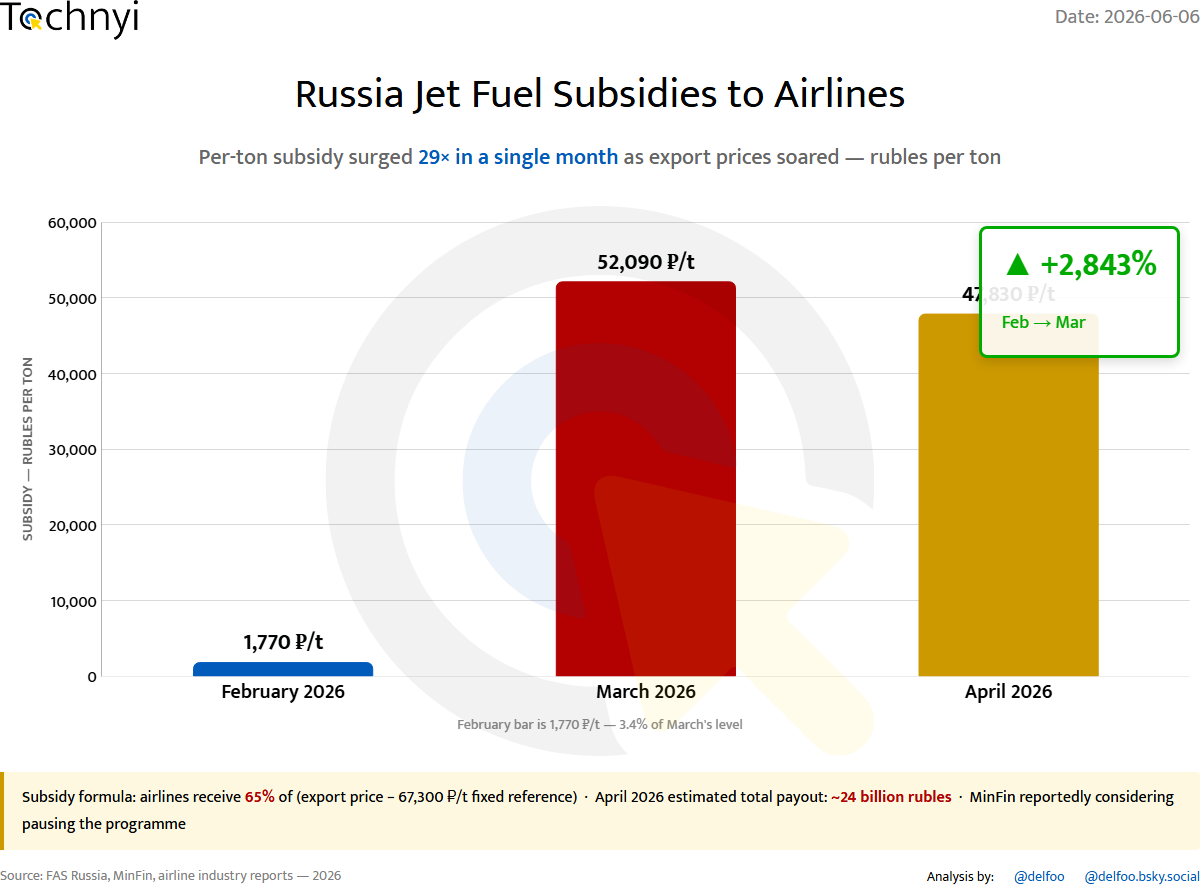 Tochnyi
Date: 2026-06-06
Russia Jet Fuel Subsidies to Airlines
Per-ton subsidy surged 29× in a single month as export prices soared — rubles per ton
60,000
50,000
40,000
30,000
20,000
10,000
0
SUBSIDY — RUBLES PER TON
1,770 ₽/t
52,090 ₽/t
47,830 ₽/t
▲ +2,843%
Feb → Mar
February 2026
March 2026
April 2026
February bar is 1,770 ₽/t — 3.4% of March's level
Subsidy formula: airlines receive 65% of (export price – 67,300 ₽/t fixed reference) · April 2026 estimated total payout: ~24 billion rubles · MinFin reportedly considering
pausing the programme
Source: FAS Russia, MinFin, airline industry reports — 2026
Analysis by: @delfoo @delfoo.bsky.social